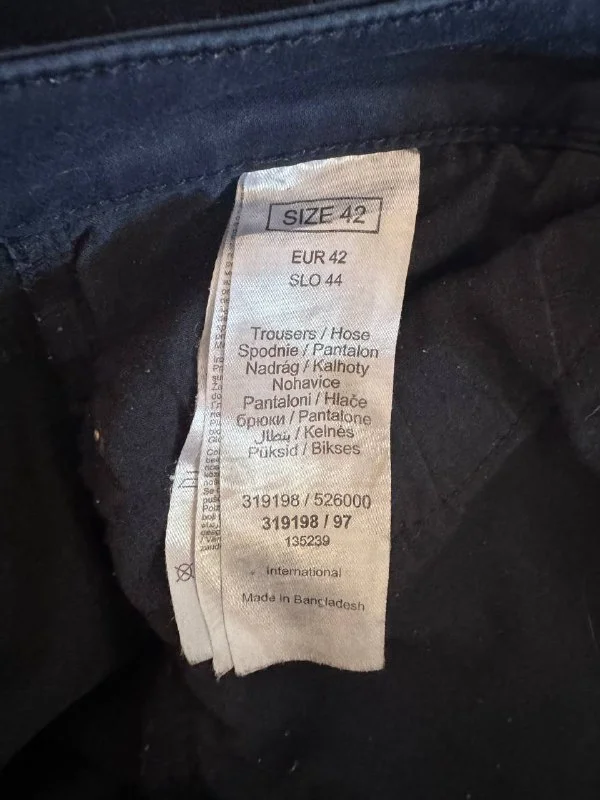 SIZE 42
EUR 42
SLO 44
Trousers / Hose
Spodnie / Pantalon
Nadrág / Kalhoty
Nohavice
Pantaloni / Hlače
брюки / Pantalone
بنطال / Kelnės
Püksid / Bikses
319198 / 526000
319198 / 97
135239
International
Made in Bangladesh